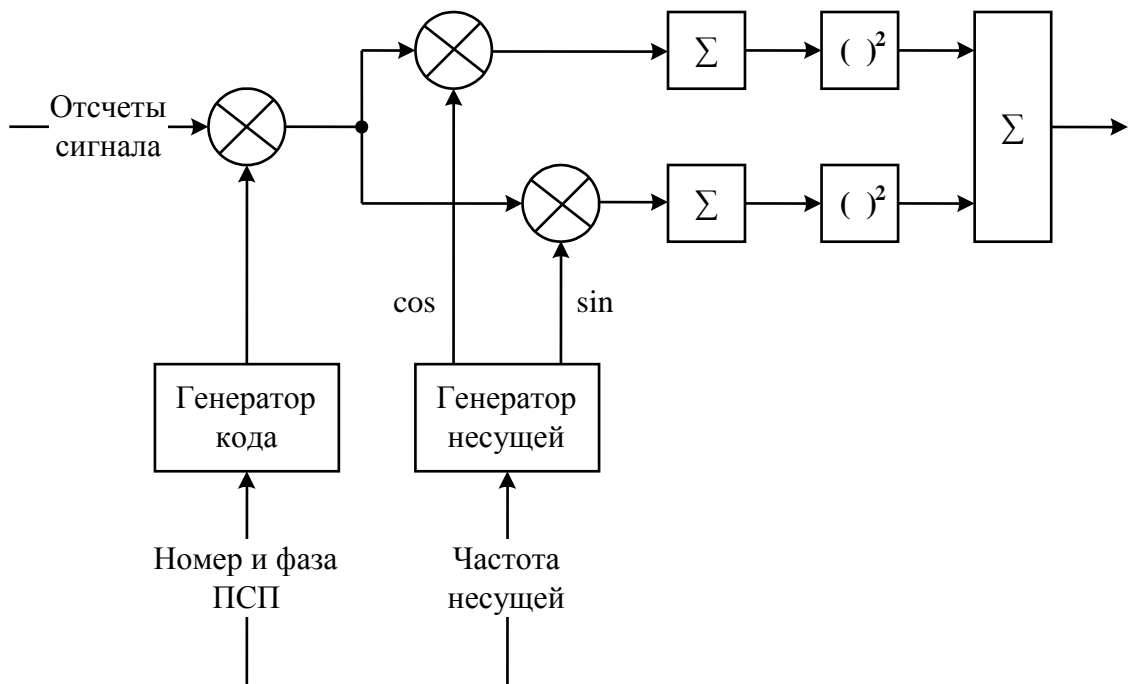 Отсчеты
сигнала
∑
( )²
∑
( )²
∑
cos
sin
Генератор
кода
Генератор
несущей
Номер и фаза
ПСП
Частота
несущей